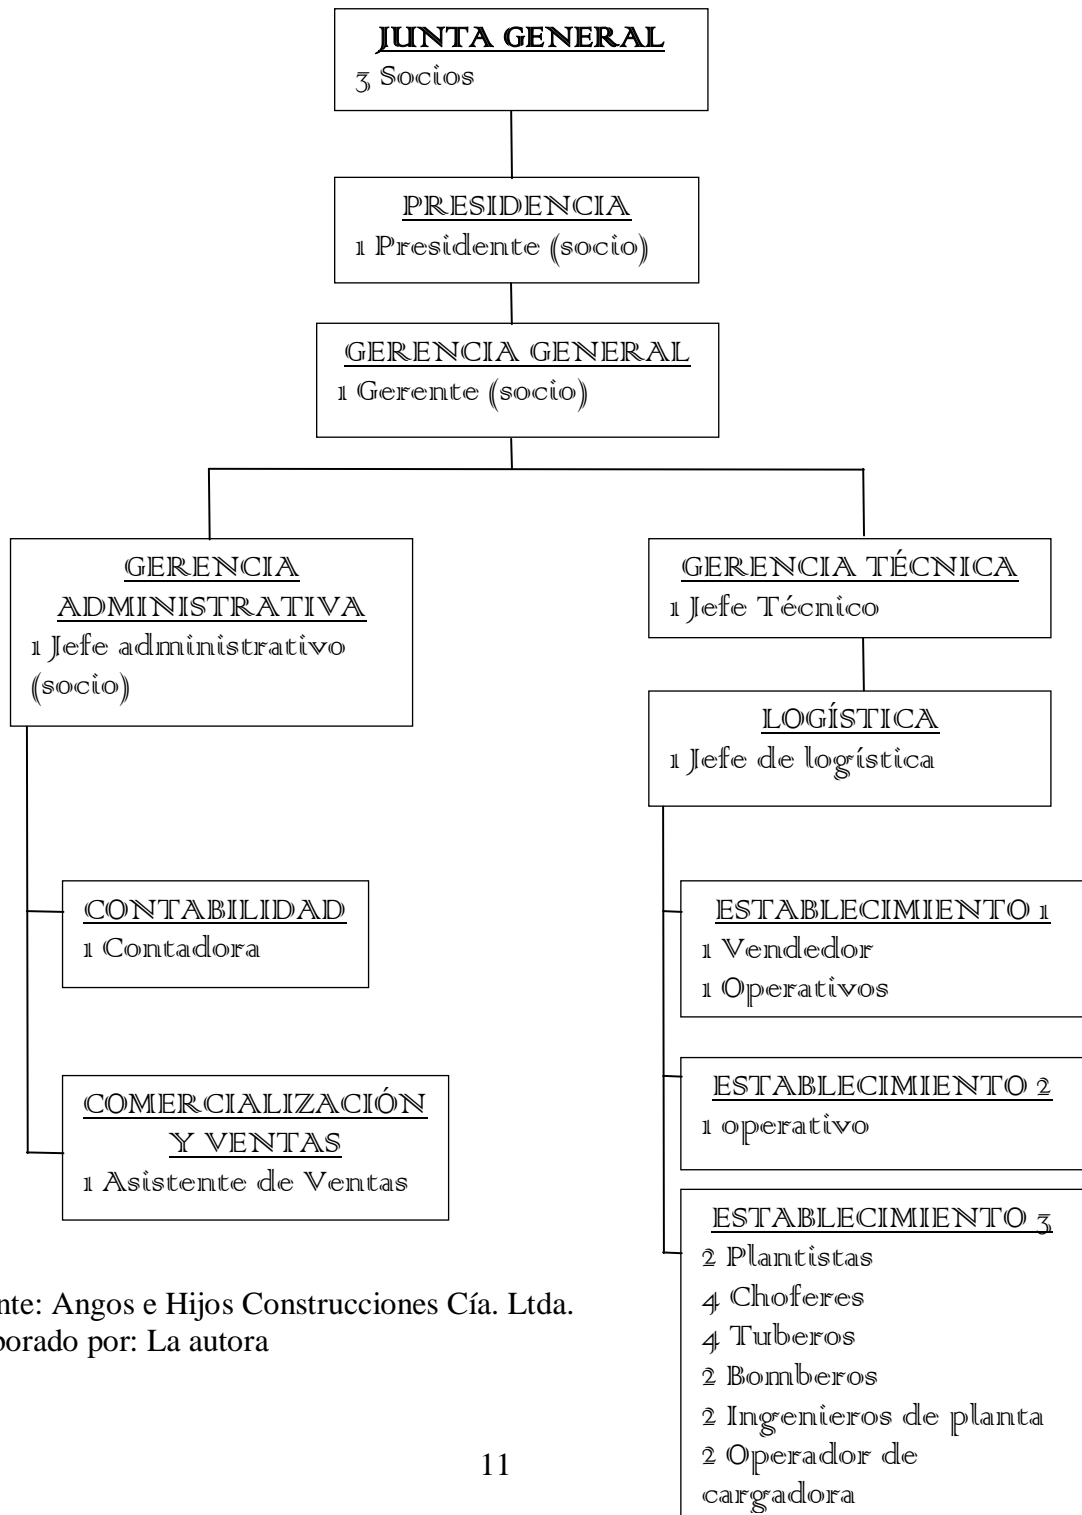 JUNTA GENERAL
3 Socios
PRESIDENCIA
1 Presidente (socio)
GERENCIA GENERAL
1 Gerente (socio)
GERENCIA
ADMINISTRATIVA
1 Jefe administrativo
(socio)
CONTABILIDAD
1 Contadora
COMERCIALIZACIÓN
Y VENTAS
1 Asistente de Ventas
GERENCIA TÉCNICA
1 Jefe Técnico
LOGÍSTICA
1 Jefe de logística
ESTABLECIMIENTO 1
1 Vendedor
1 Operativos
ESTABLECIMIENTO 2
1 operativo
ESTABLECIMIENTO 3
2 Plantistas
4 Choferes
4 Tuberos
2 Bomberos
2 Ingenieros de planta
2 Operador de
cargadora
nte: Angos e Hijos Construcciones Cía. Ltda.
borado por: La autora
11